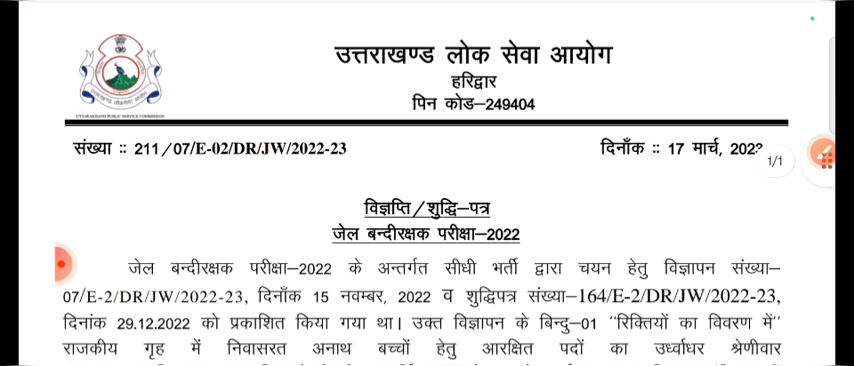 उत्तराखण्ड लोक सेवा आयोग
हरिद्वार
पिन कोड–249404
UTTARAKHAND PUBLIC SERVICE COMMISSION
संख्या :: 211/07/E-02/DR/JW/2022-23
दिनाँक :: 17 मार्च, 2023
1/1
विज्ञप्ति/शुद्धि–पत्र
जेल बन्दीरक्षक परीक्षा–2022
जेल बन्दीरक्षक परीक्षा–2022 के अन्तर्गत सीधी भर्ती द्वारा चयन हेतु विज्ञापन संख्या–
07/E-2/DR/JW/2022-23, दिनाँक 15 नवम्बर, 2022 व शुद्धिपत्र संख्या–164/E-2/DR/JW/2022-23,
दिनांक 29.12.2022 को प्रकाशित किया गया था। उक्त विज्ञापन के बिन्दु–01 "रिक्तियों का विवरण में"
राजकीय गृह में निवासरत अनाथ बच्चों हेतु आरक्षित पदों का उर्ध्वाधर श्रेणीवार